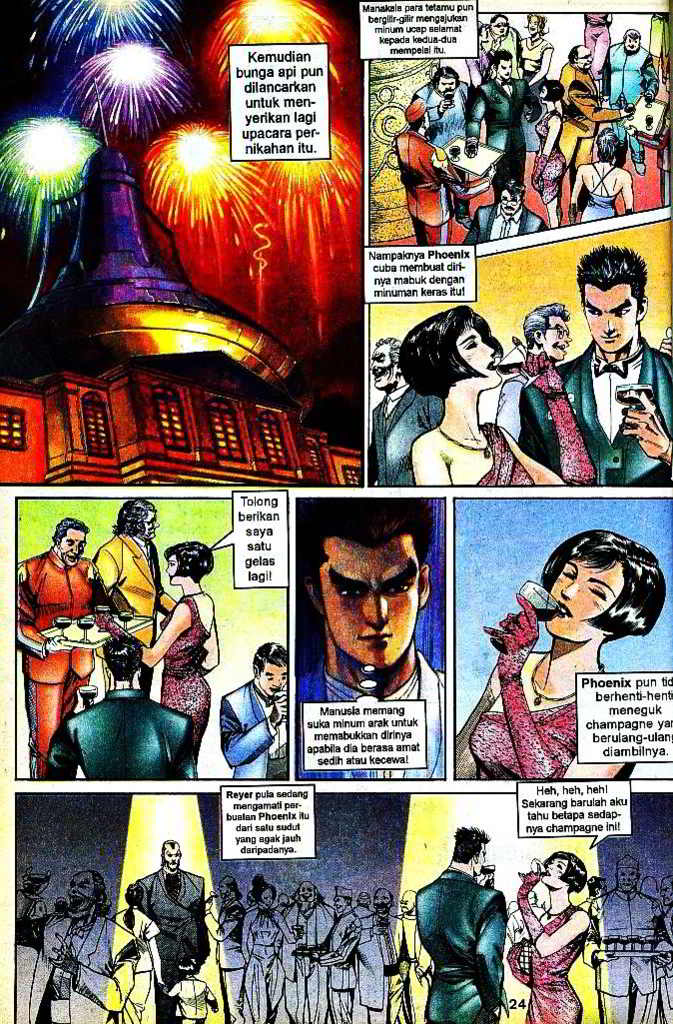 Kemudian
bunga api pun
dilancarkan
untuk men-
yerikan lagi
upacara per-
nikahan itu.
Manakala para tetamu pun
bergilir-gilir mengajukan
minum ucap selamat
kepada kedua-dua
mempelai itu.
Nampaknya Phoenix
cuba membuat diri-
nya mabuk dengan
minuman keras itu!
Tolong
berikan
saya
satu
gelas
lagi!
Manusia memang
suka minum arak untuk
memabukkan dirinya
apabila dia berasa amat
sedih atau kecewa!
Phoenix pun tid
berhenti-henti
meneguk
champagne yan
berulang-ulang
diambilnya.
Reyer pula sedang
mengamati per-
buatan Phoenix itu
dari satu sudut
yang agak jauh
daripadanya.
Heh, heh, heh!
Sekarang barulah aku
tahu betapa sedap-
nya champagne ini!
24